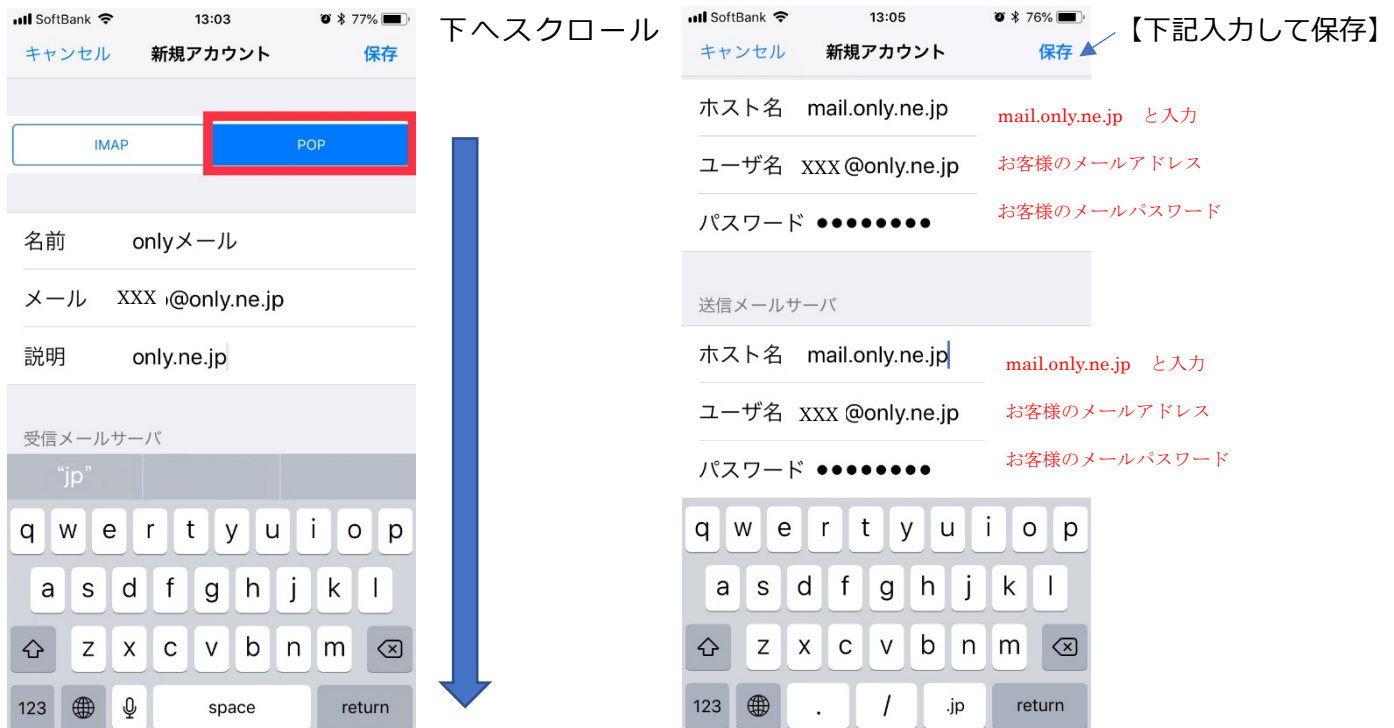 SoftBank 13:03 77%
キャンセル 新規アカウント 保存
IMAP POP
名前 onlyメール
メール XXX @only.ne.jp
説明 only.ne.jp
受信メールサーバ
“jp”
q w e r t y u i o p
a s d f g h j k l
z x c v b n m
123 space return
下へスクロール
SoftBank 13:05 76%
キャンセル 新規アカウント 保存
【下記入力して保存】
ホスト名 mail.only.ne.jp mail.only.ne.jp と入力
ユーザ名 XXX @only.ne.jp お客様のメールアドレス
パスワード ●●●●●●●● お客様のメールパスワード
送信メールサーバ
ホスト名 mail.only.ne.jp mail.only.ne.jp と入力
ユーザ名 XXX @only.ne.jp お客様のメールアドレス
パスワード ●●●●●●●● お客様のメールパスワード
q w e r t y u i o p
a s d f g h j k l
z x c v b n m
123 . / .jp return